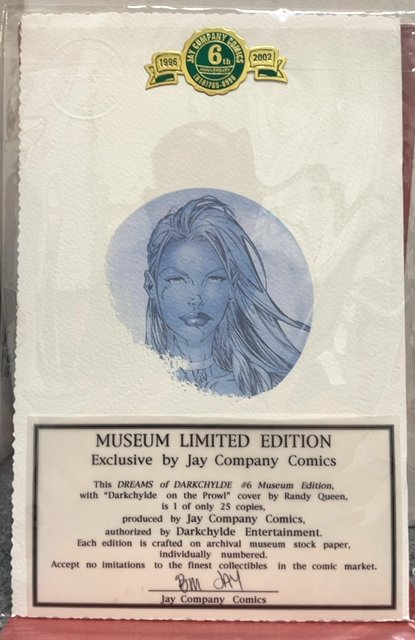 JAY COMPANY COMICS
1996 6th 2002
ANNIVERSARY
MUSEUM LIMITED EDITION
Exclusive by Jay Company Comics
This DREAMS of DARKCHYLDE #6 Museum Edition,
with "Darkchylde on the Prowl" cover by Randy Queen,
is 1 of only 25 copies,
produced by Jay Company Comics,
authorized by Darkchylde Entertainment.
Each edition is crafted on archival museum stock paper,
individually numbered.
Accept no imitations to the finest collectibles in the comic market.
JAY
Jay Company Comics